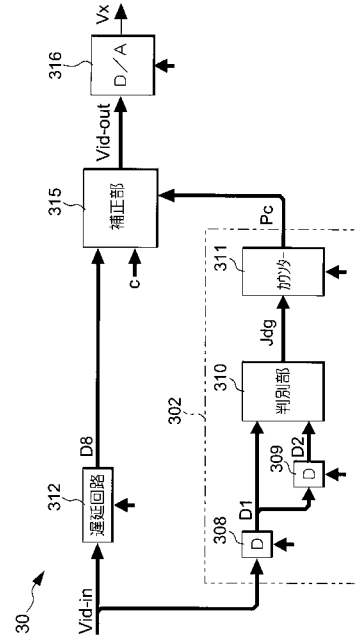 30
Vid-in
312
遅延回路
D8
315
補正部
c
Vid-out
316
D/A
Vx
302
308
D
D1
309
D
D2
310
判別部
Jdg
311
カウンター
Pc